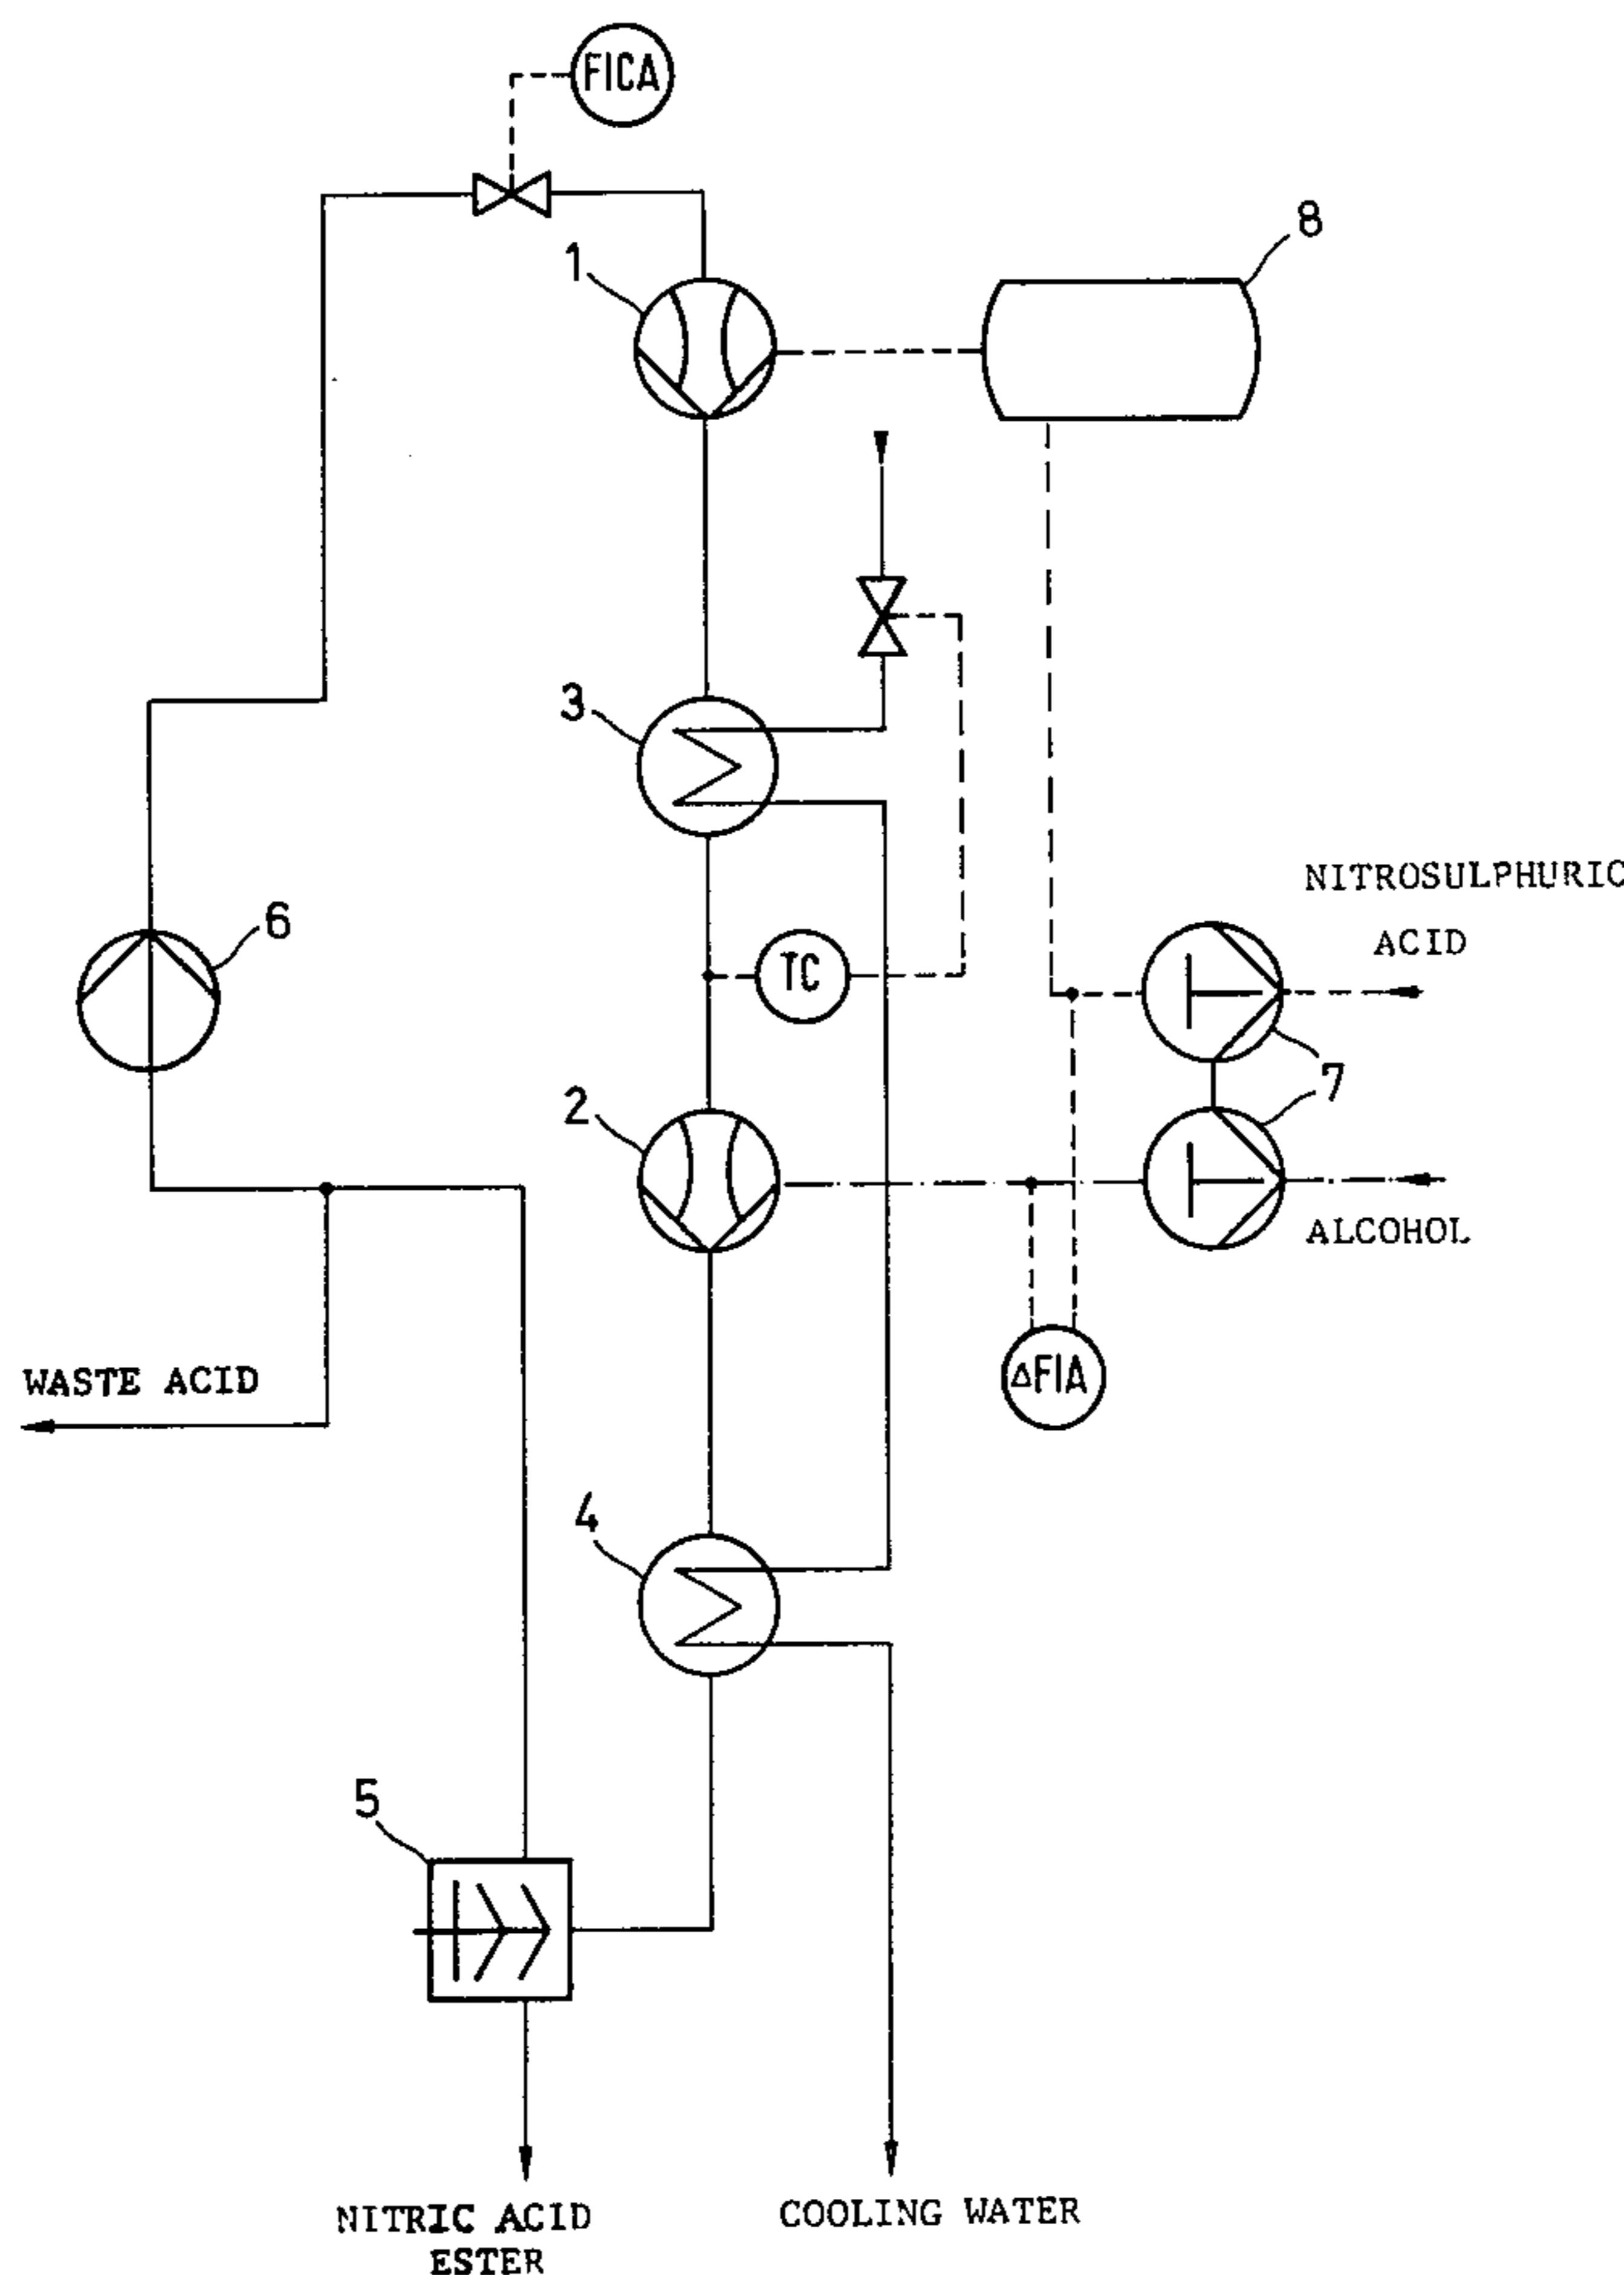 FICA
8
1
3
NITROSULPHURIC
ACID
6
TC
7
2
ALCOHOL
ΔFIA
WASTE ACID
4
5
NITRIC ACID
ESTER
COOLING WATER